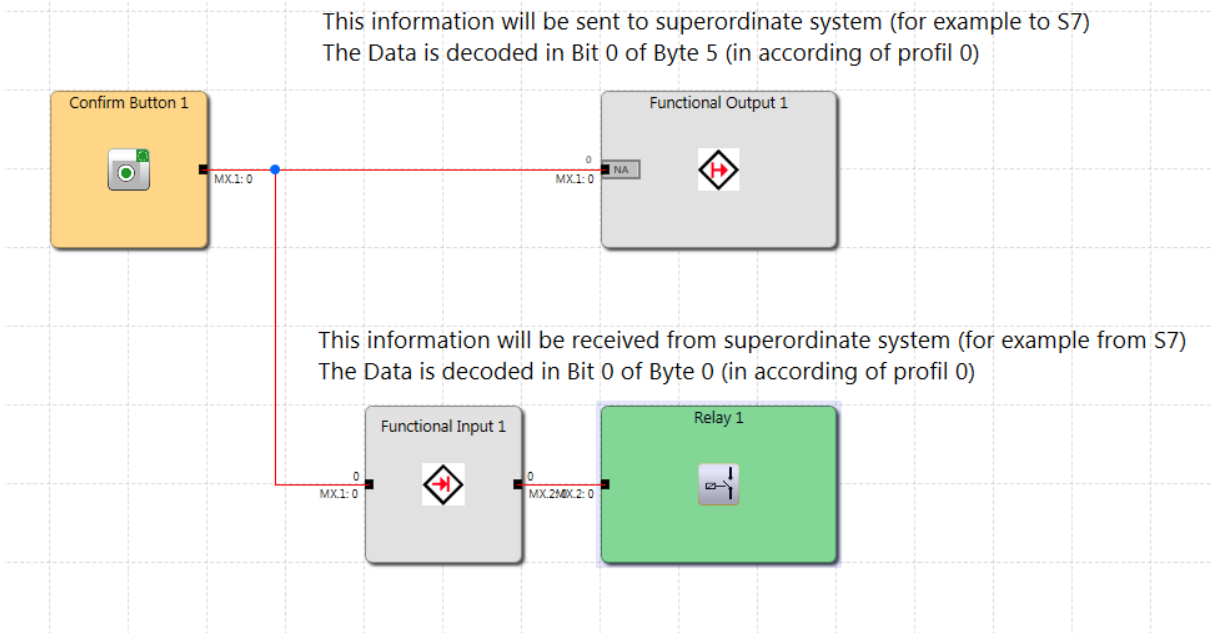 This information will be sent to superordinate system (for example to S7)
The Data is decoded in Bit 0 of Byte 5 (in according of profil 0)
Confirm Button 1
Functional Output 1
0
NA
MX.1: 0
MX.1: 0
This information will be received from superordinate system (for example from S7)
The Data is decoded in Bit 0 of Byte 0 (in according of profil 0)
Relay 1
Functional Input 1
0
0
MX.1: 0
MX.2: 0
MX.2: 0